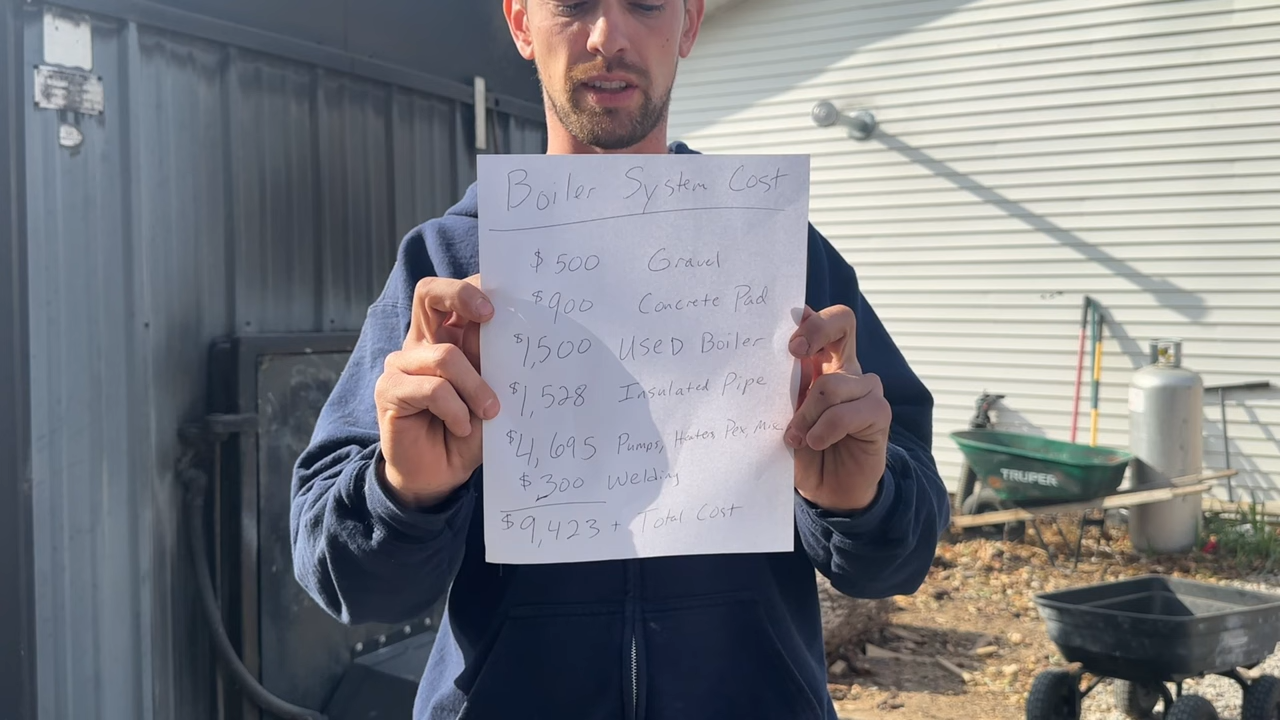 Boiler System Cost
$500 Gravel
$900 Concrete Pad
$1,500 USED Boiler
$1,528 Insulated Pipe
$4,695 Pumps, Heaters Pex, Misc.
$300 Welding
$9,423+ Total Cost
TRUPER